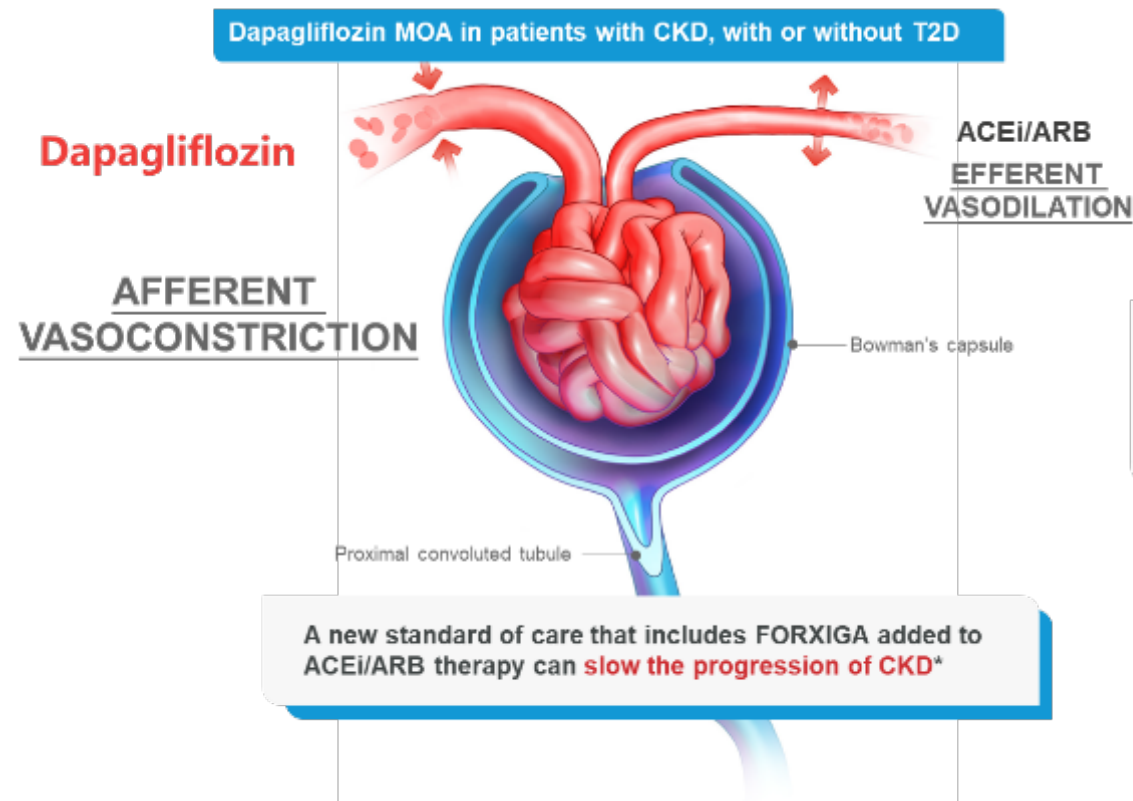 Dapagliflozin MOA in patients with CKD, with or without T2D
Dapagliflozin
ACEi/ARB
EFFERENT
VASODILATION
AFFERENT
VASOCONSTRICTION
Bowman's capsule
Proximal convoluted tubule
A new standard of care that includes FORXIGA added to
ACEi/ARB therapy can slow the progression of CKD*